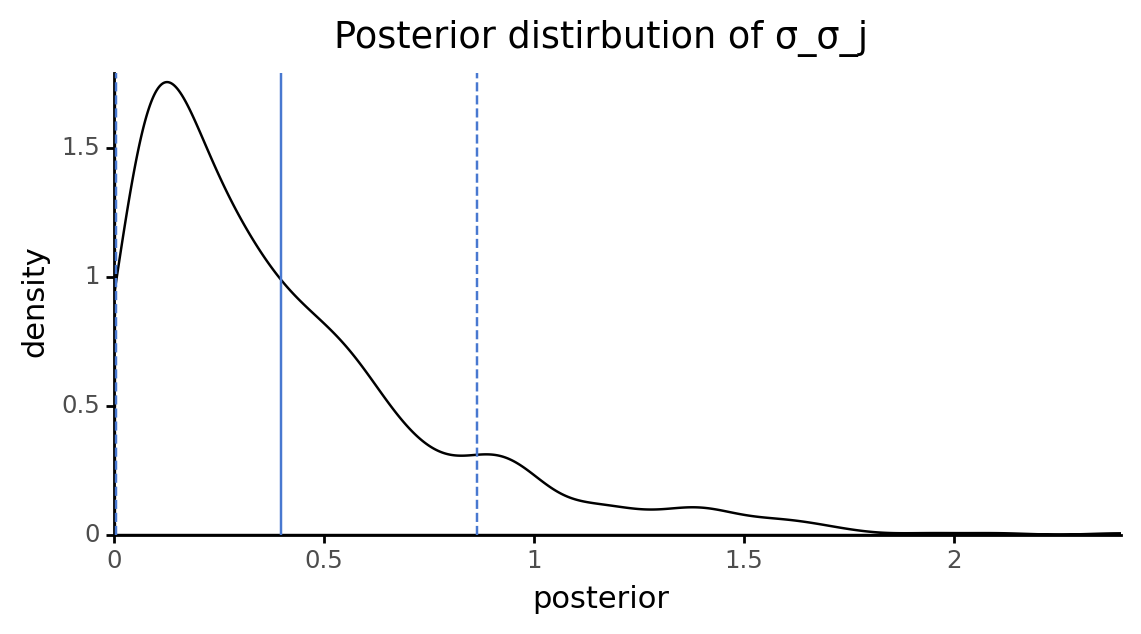 Posterior distirbution of σ_σ_j
density
1.5
1
0.5
0
0 0.5 1 1.5 2
posterior